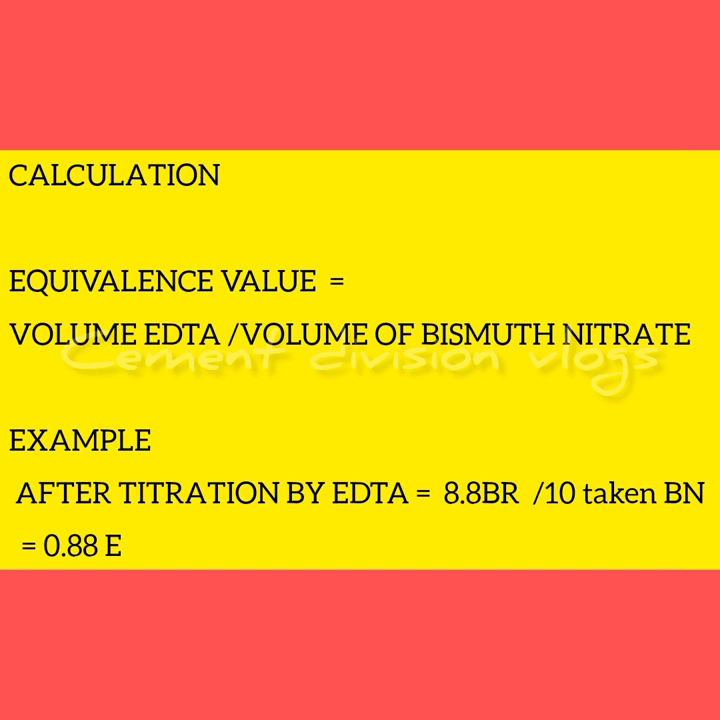 CALCULATION
EQUIVALENCE VALUE =
VOLUME EDTA /VOLUME OF BISMUTH NITRATE
Cement division vlogs
EXAMPLE
AFTER TITRATION BY EDTA = 8.8BR /10 taken BN
= 0.88 E